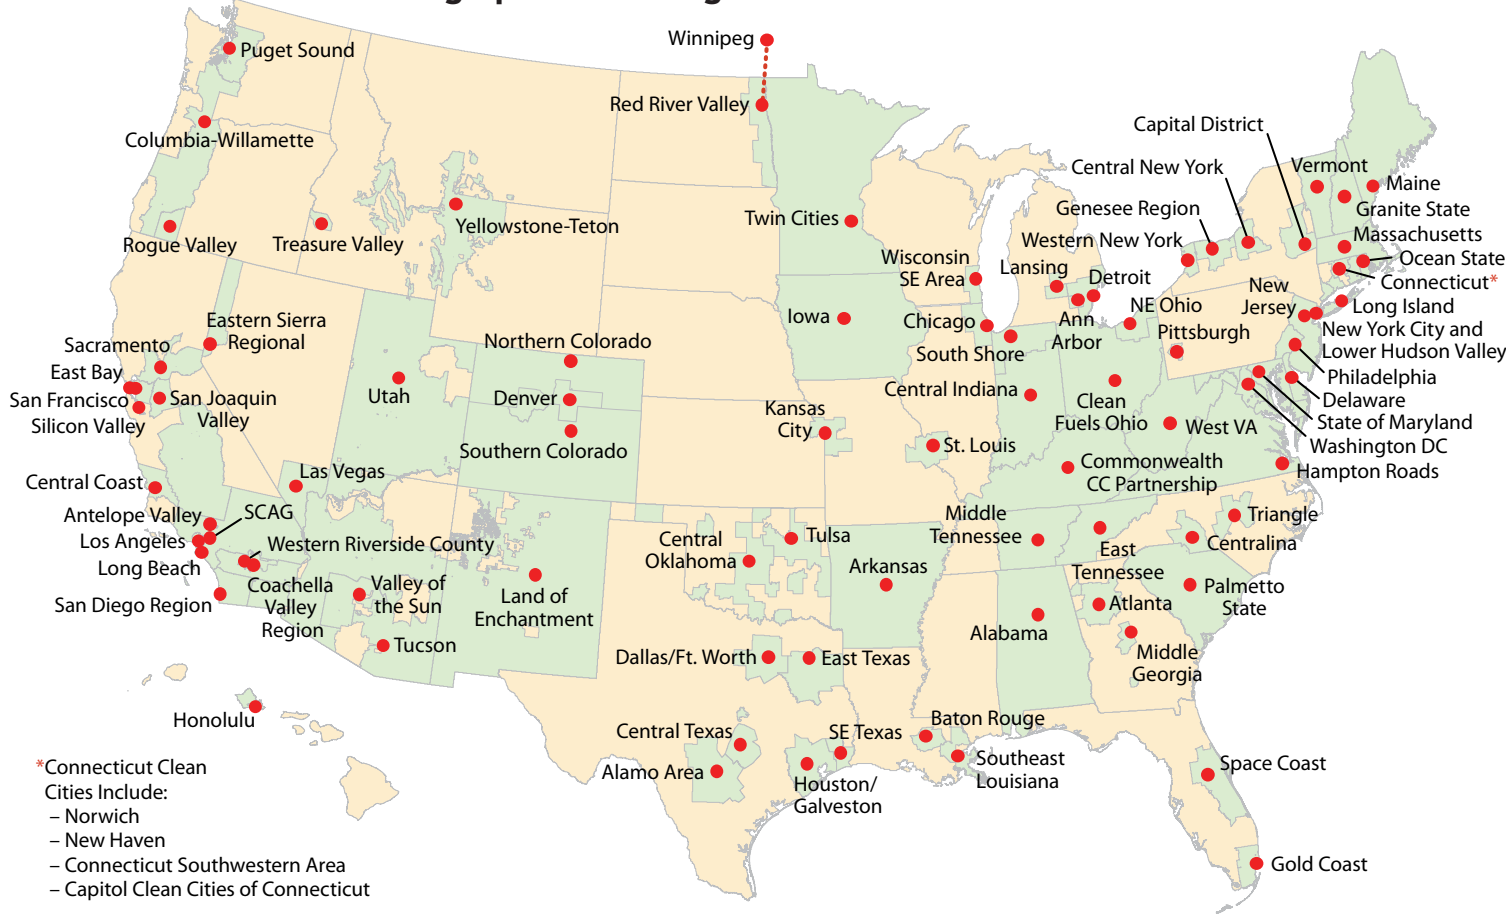 Winnipeg
Puget Sound
Red River Valley
Columbia-Willamette
Capital District
Central New York
Vermont
Maine
Genesee Region
Granite State
Twin Cities
Yellowstone-Teton
Rogue Valley
Treasure Valley
Western New York
Massachusetts
Wisconsin
SE Area
Lansing
Detroit
Ocean State
Connecticut*
New
Jersey
Long Island
NE Ohio
Iowa
Chicago
Ann
Arbor
Pittsburgh
New York City and
Lower Hudson Valley
Eastern Sierra
Regional
Sacramento
Northern Colorado
South Shore
East Bay
Philadelphia
Utah
Denver
Central Indiana
Clean
Fuels Ohio
Delaware
San Francisco
San Joaquin
Valley
Kansas
City
State of Maryland
Silicon Valley
West VA
Washington DC
Southern Colorado
St. Louis
Commonwealth
CC Partnership
Hampton Roads
Las Vegas
Central Coast
Antelope Valley
SCAG
Middle
Tennessee
Triangle
Los Angeles
Western Riverside County
Central
Oklahoma
Tulsa
East
Tennessee
Centralina
Long Beach
Coachella
Valley
Region
Valley of
the Sun
Land of
Enchantment
Arkansas
Palmetto
State
San Diego Region
Atlanta
Alabama
Tucson
Dallas/Ft. Worth
East Texas
Middle
Georgia
Honolulu
Central Texas
SE Texas
Baton Rouge
Alamo Area
Houston/
Galveston
Southeast
Louisiana
Space Coast
Gold Coast
*Connecticut Clean
Cities Include:
– Norwich
– New Haven
– Connecticut Southwestern Area
– Capitol Clean Cities of Connecticut